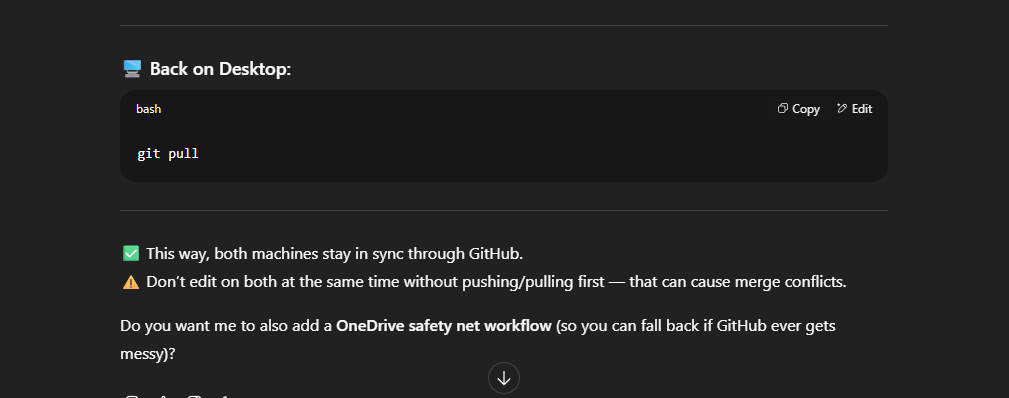 🖥️ Back on Desktop:
bash
Copy
Edit
git pull
✅ This way, both machines stay in sync through GitHub.
⚠️ Don't edit on both at the same time without pushing/pulling first — that can cause merge conflicts.
Do you want me to also add a OneDrive safety net workflow (so you can fall back if GitHub ever gets
messy)?